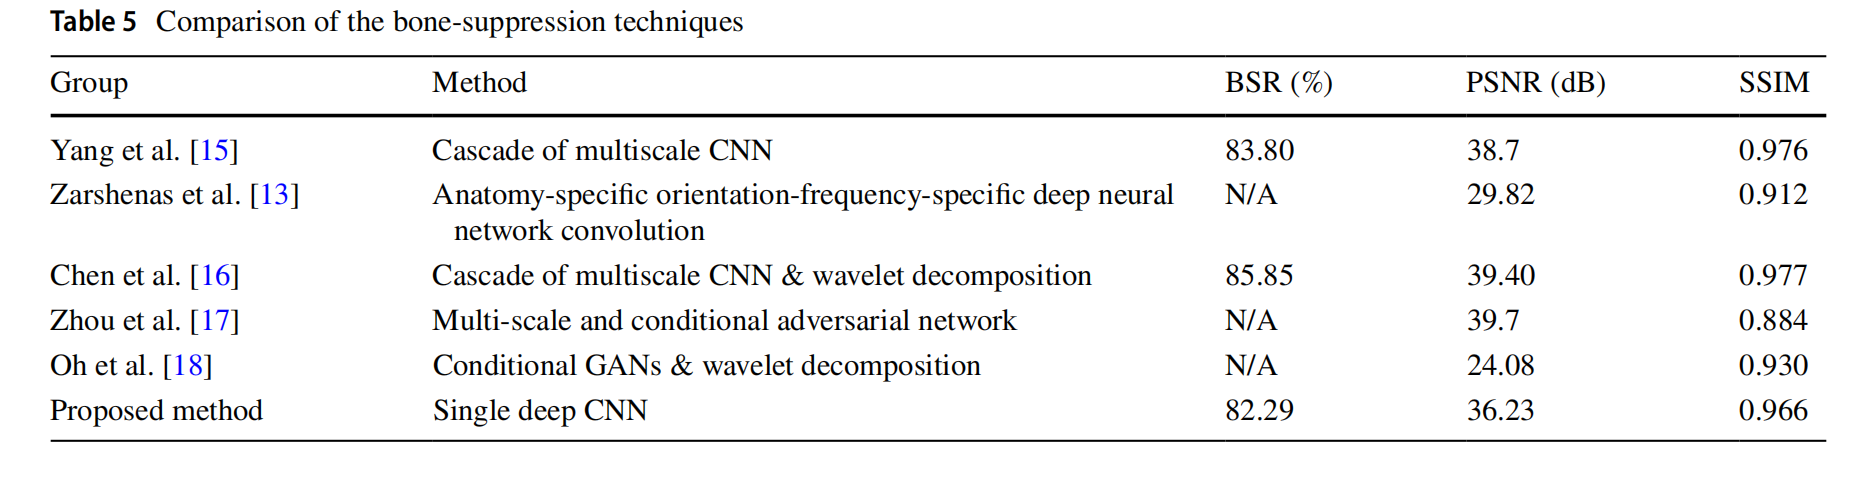 Table 5 Comparison of the bone-suppression techniques
Group Method BSR (%) PSNR (dB) SSIM
Yang et al. [15] Cascade of multiscale CNN 83.80 38.7 0.976
Zarshenas et al. [13] Anatomy-specific orientation-frequency-specific deep neural N/A 29.82 0.912
network convolution
Chen et al. [16] Cascade of multiscale CNN & wavelet decomposition 85.85 39.40 0.977
Zhou et al. [17] Multi-scale and conditional adversarial network N/A 39.7 0.884
Oh et al. [18] Conditional GANs & wavelet decomposition N/A 24.08 0.930
Proposed method Single deep CNN 82.29 36.23 0.966